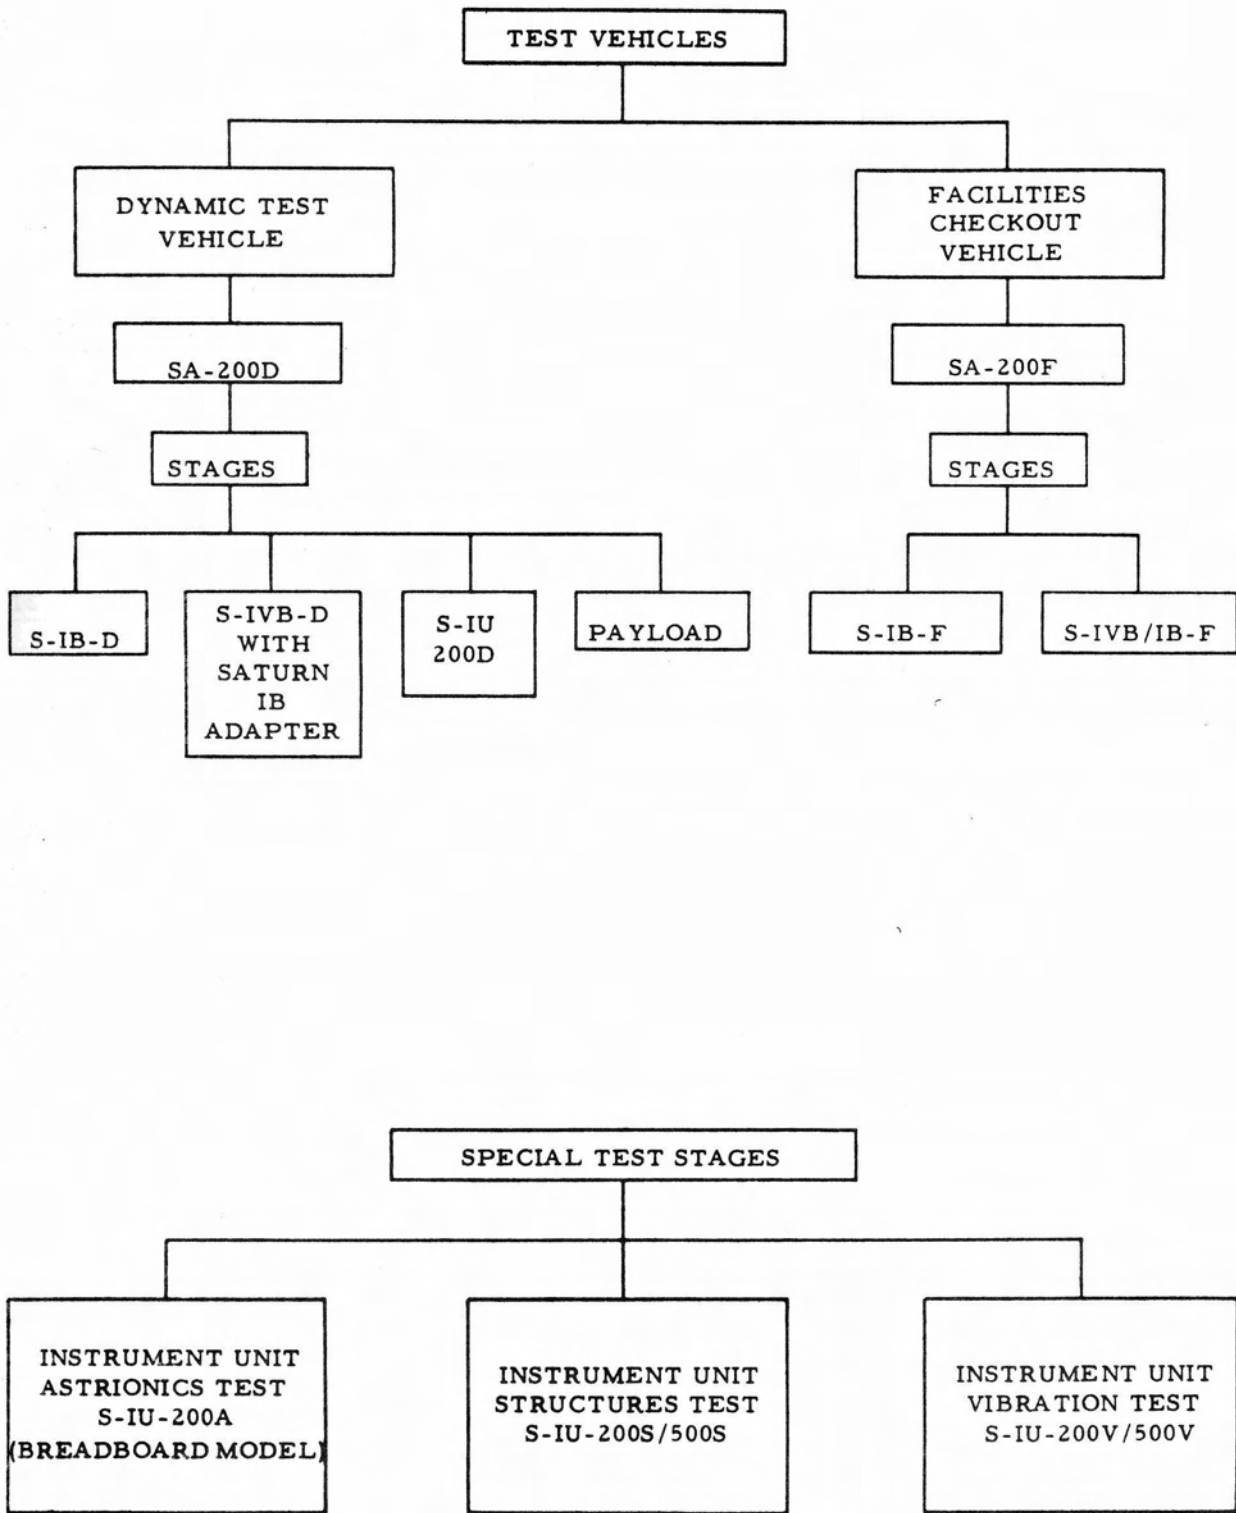 TEST VEHICLES
DYNAMIC TEST
VEHICLE
FACILITIES
CHECKOUT
VEHICLE
SA-200D
SA-200F
STAGES
STAGES
S-IB-D
S-IVB-D
WITH
SATURN
IB
ADAPTER
S-IU
200D
PAYLOAD
S-IB-F
S-IVB/IB-F
SPECIAL TEST STAGES
INSTRUMENT UNIT
ASTRIONICS TEST
S-IU-200A
(BREADBOARD MODEL)
INSTRUMENT UNIT
STRUCTURES TEST
S-IU-200S/500S
INSTRUMENT UNIT
VIBRATION TEST
S-IU-200V/500V